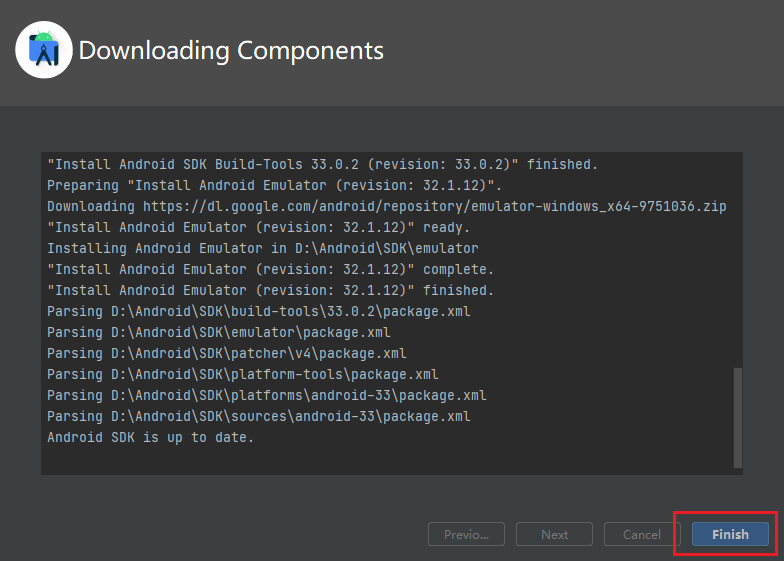 Downloading Components
"Install Android SDK Build-Tools 33.0.2 (revision: 33.0.2)" finished.
Preparing "Install Android Emulator (revision: 32.1.12)".
Downloading https://dl.google.com/android/repository/emulator-windows_x64-9751036.zip
"Install Android Emulator (revision: 32.1.12)" ready.
Installing Android Emulator in D:\Android\SDK\emulator
"Install Android Emulator (revision: 32.1.12)" complete.
"Install Android Emulator (revision: 32.1.12)" finished.
Parsing D:\Android\SDK\build-tools\33.0.2\package.xml
Parsing D:\Android\SDK\emulator\package.xml
Parsing D:\Android\SDK\patcher\v4\package.xml
Parsing D:\Android\SDK\platform-tools\package.xml
Parsing D:\Android\SDK\platforms\android-33\package.xml
Parsing D:\Android\SDK\sources\android-33\package.xml
Android SDK is up to date.
Previo... Next Cancel Finish